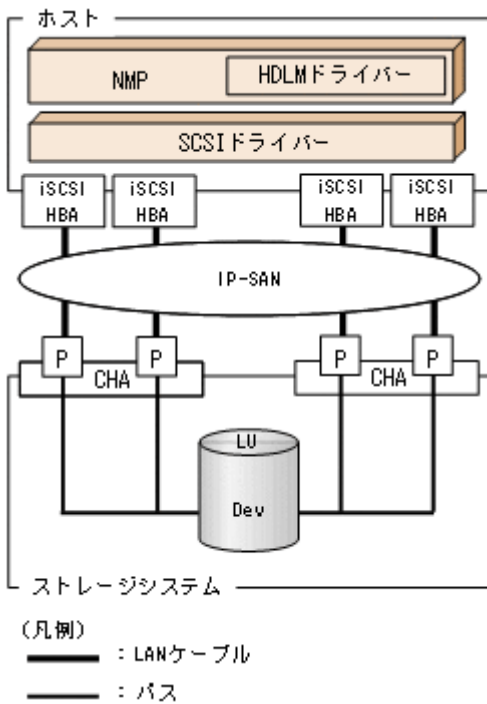 ホスト
NMP
HDLMドライバー
SCSIドライバー
iSCSI
HBA
iSCSI
HBA
iSCSI
HBA
iSCSI
HBA
IP-SAN
P
P
P
P
CHA
CHA
LU
Dev
ストレージシステム
(凡例)
：LANケーブル
：パス